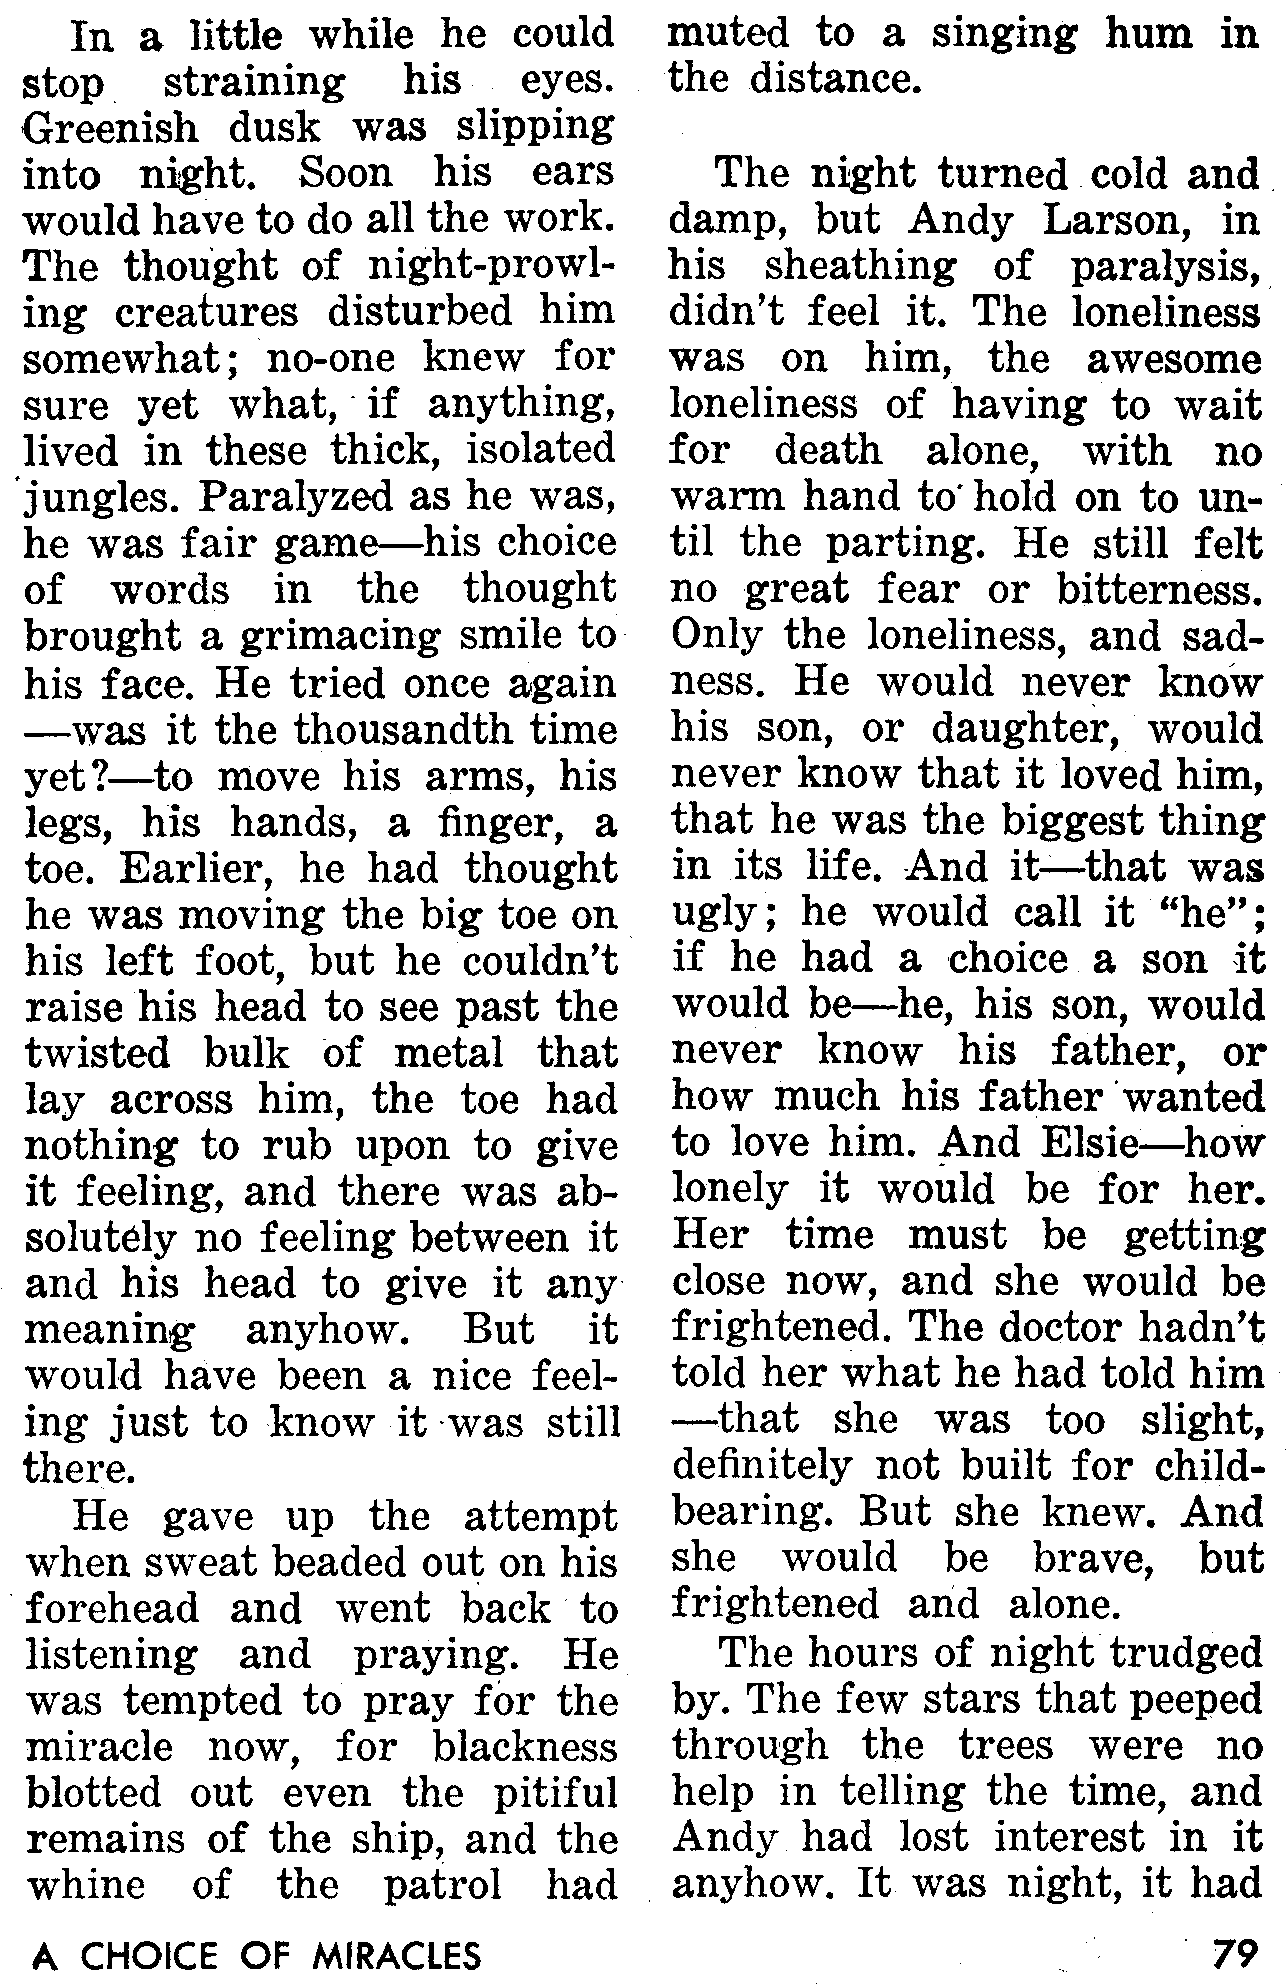 In a little while he could
stop straining his eyes.
Greenish dusk was slipping
into night. Soon his ears
would have to do all the work.
The thought of night-prowl-
ing creatures disturbed him
somewhat; no-one knew for
sure yet what, if anything,
lived in these thick, isolated
jungles. Paralyzed as he was,
he was fair game—his choice
of words in the thought
brought a grimacing smile to
his face. He tried once again
—was it the thousandth time
yet?—to move his arms, his
legs, his hands, a finger, a
toe. Earlier, he had thought
he was moving the big toe on
his left foot, but he couldn't
raise his head to see past the
twisted bulk of metal that
lay across him, the toe had
nothing to rub upon to give
it feeling, and there was ab-
solutely no feeling between it
and his head to give it any
meaning anyhow. But it
would have been a nice feel-
ing just to know it was still
there.
He gave up the attempt
when sweat beaded out on his
forehead and went back to
listening and praying. He
was tempted to pray for the
miracle now, for blackness
blotted out even the pitiful
remains of the ship, and the
whine of the patrol had
muted to a singing hum in
the distance.
The night turned cold and
damp, but Andy Larson, in
his sheathing of paralysis,
didn't feel it. The loneliness
was on him, the awesome
loneliness of having to wait
for death alone, with no
warm hand to hold on to un-
til the parting. He still felt
no great fear or bitterness.
Only the loneliness, and sad-
ness. He would never know
his son, or daughter, would
never know that it loved him,
that he was the biggest thing
in its life. And it—that was
ugly; he would call it "he";
if he had a choice a son it
would be—he, his son, would
never know his father, or
how much his father wanted
to love him. And Elsie—how
lonely it would be for her.
Her time must be getting
close now, and she would be
frightened. The doctor hadn't
told her what he had told him
—that she was too slight,
definitely not built for child-
bearing. But she knew. And
she would be brave, but
frightened and alone.
The hours of night trudged
by. The few stars that peeped
through the trees were no
help in telling the time, and
Andy had lost interest in it
anyhow. It was night, it had
A CHOICE OF MIRACLES 79